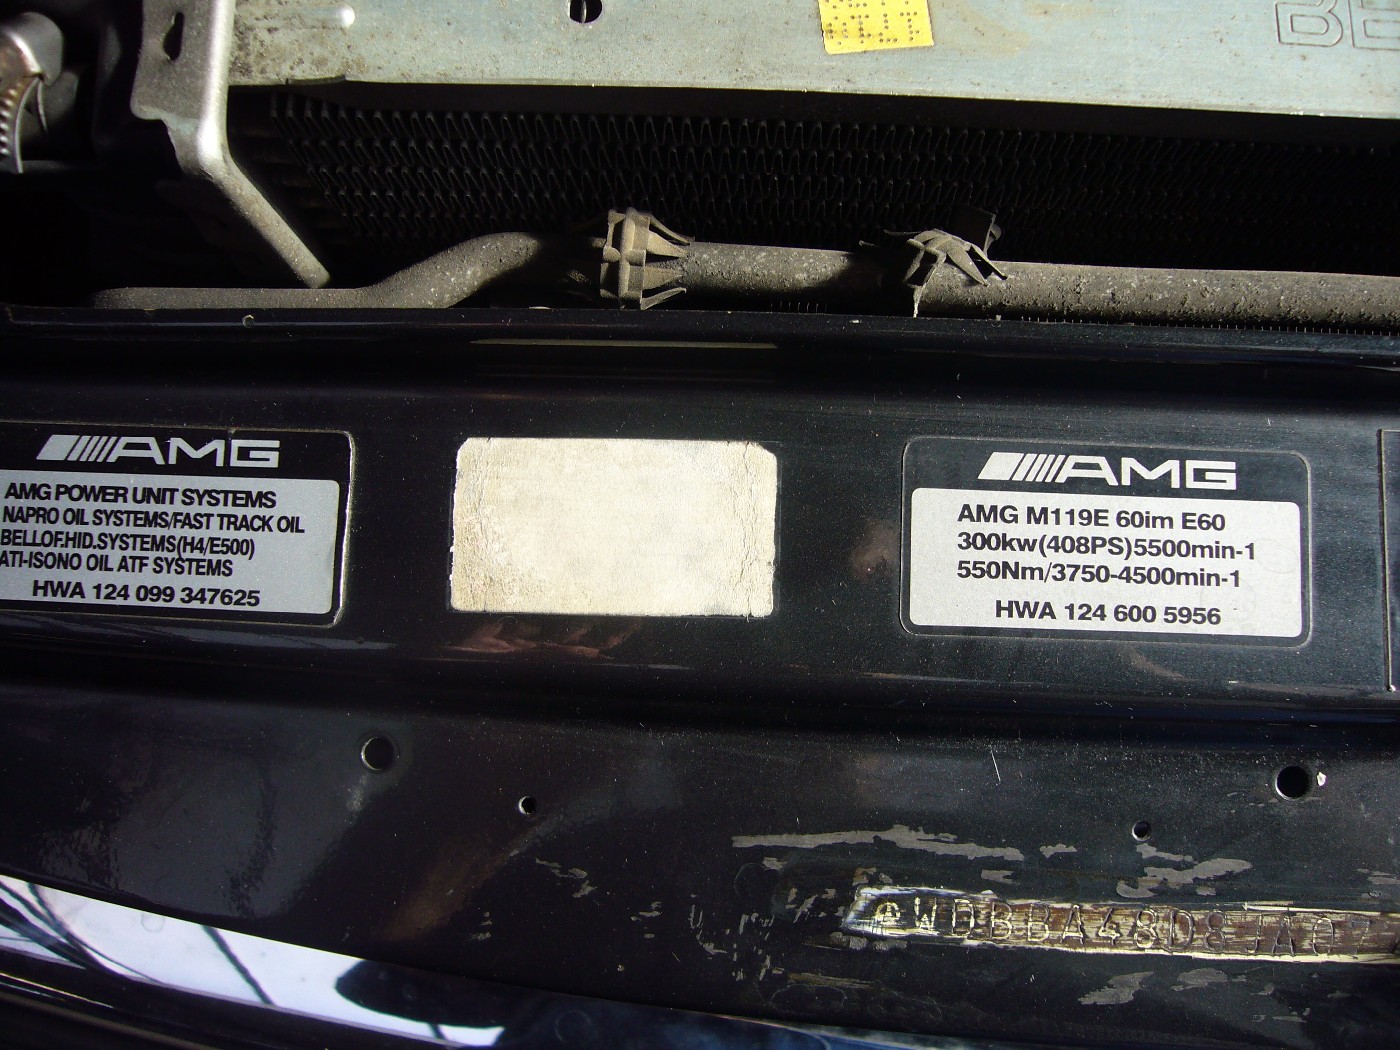 BE
AMG
AMG POWER UNIT SYSTEMS
NAPRO OIL SYSTEMS/FAST TRACK OIL
BELLOF.HID.SYSTEMS(H4/E500)
ATI-ISONO OIL ATF SYSTEMS
HWA 124 099 347625
AMG
AMG M119E 60im E60
300kw(408PS)5500min-1
550Nm/3750-4500min-1
HWA 124 600 5956
WDBBA48D8JA07